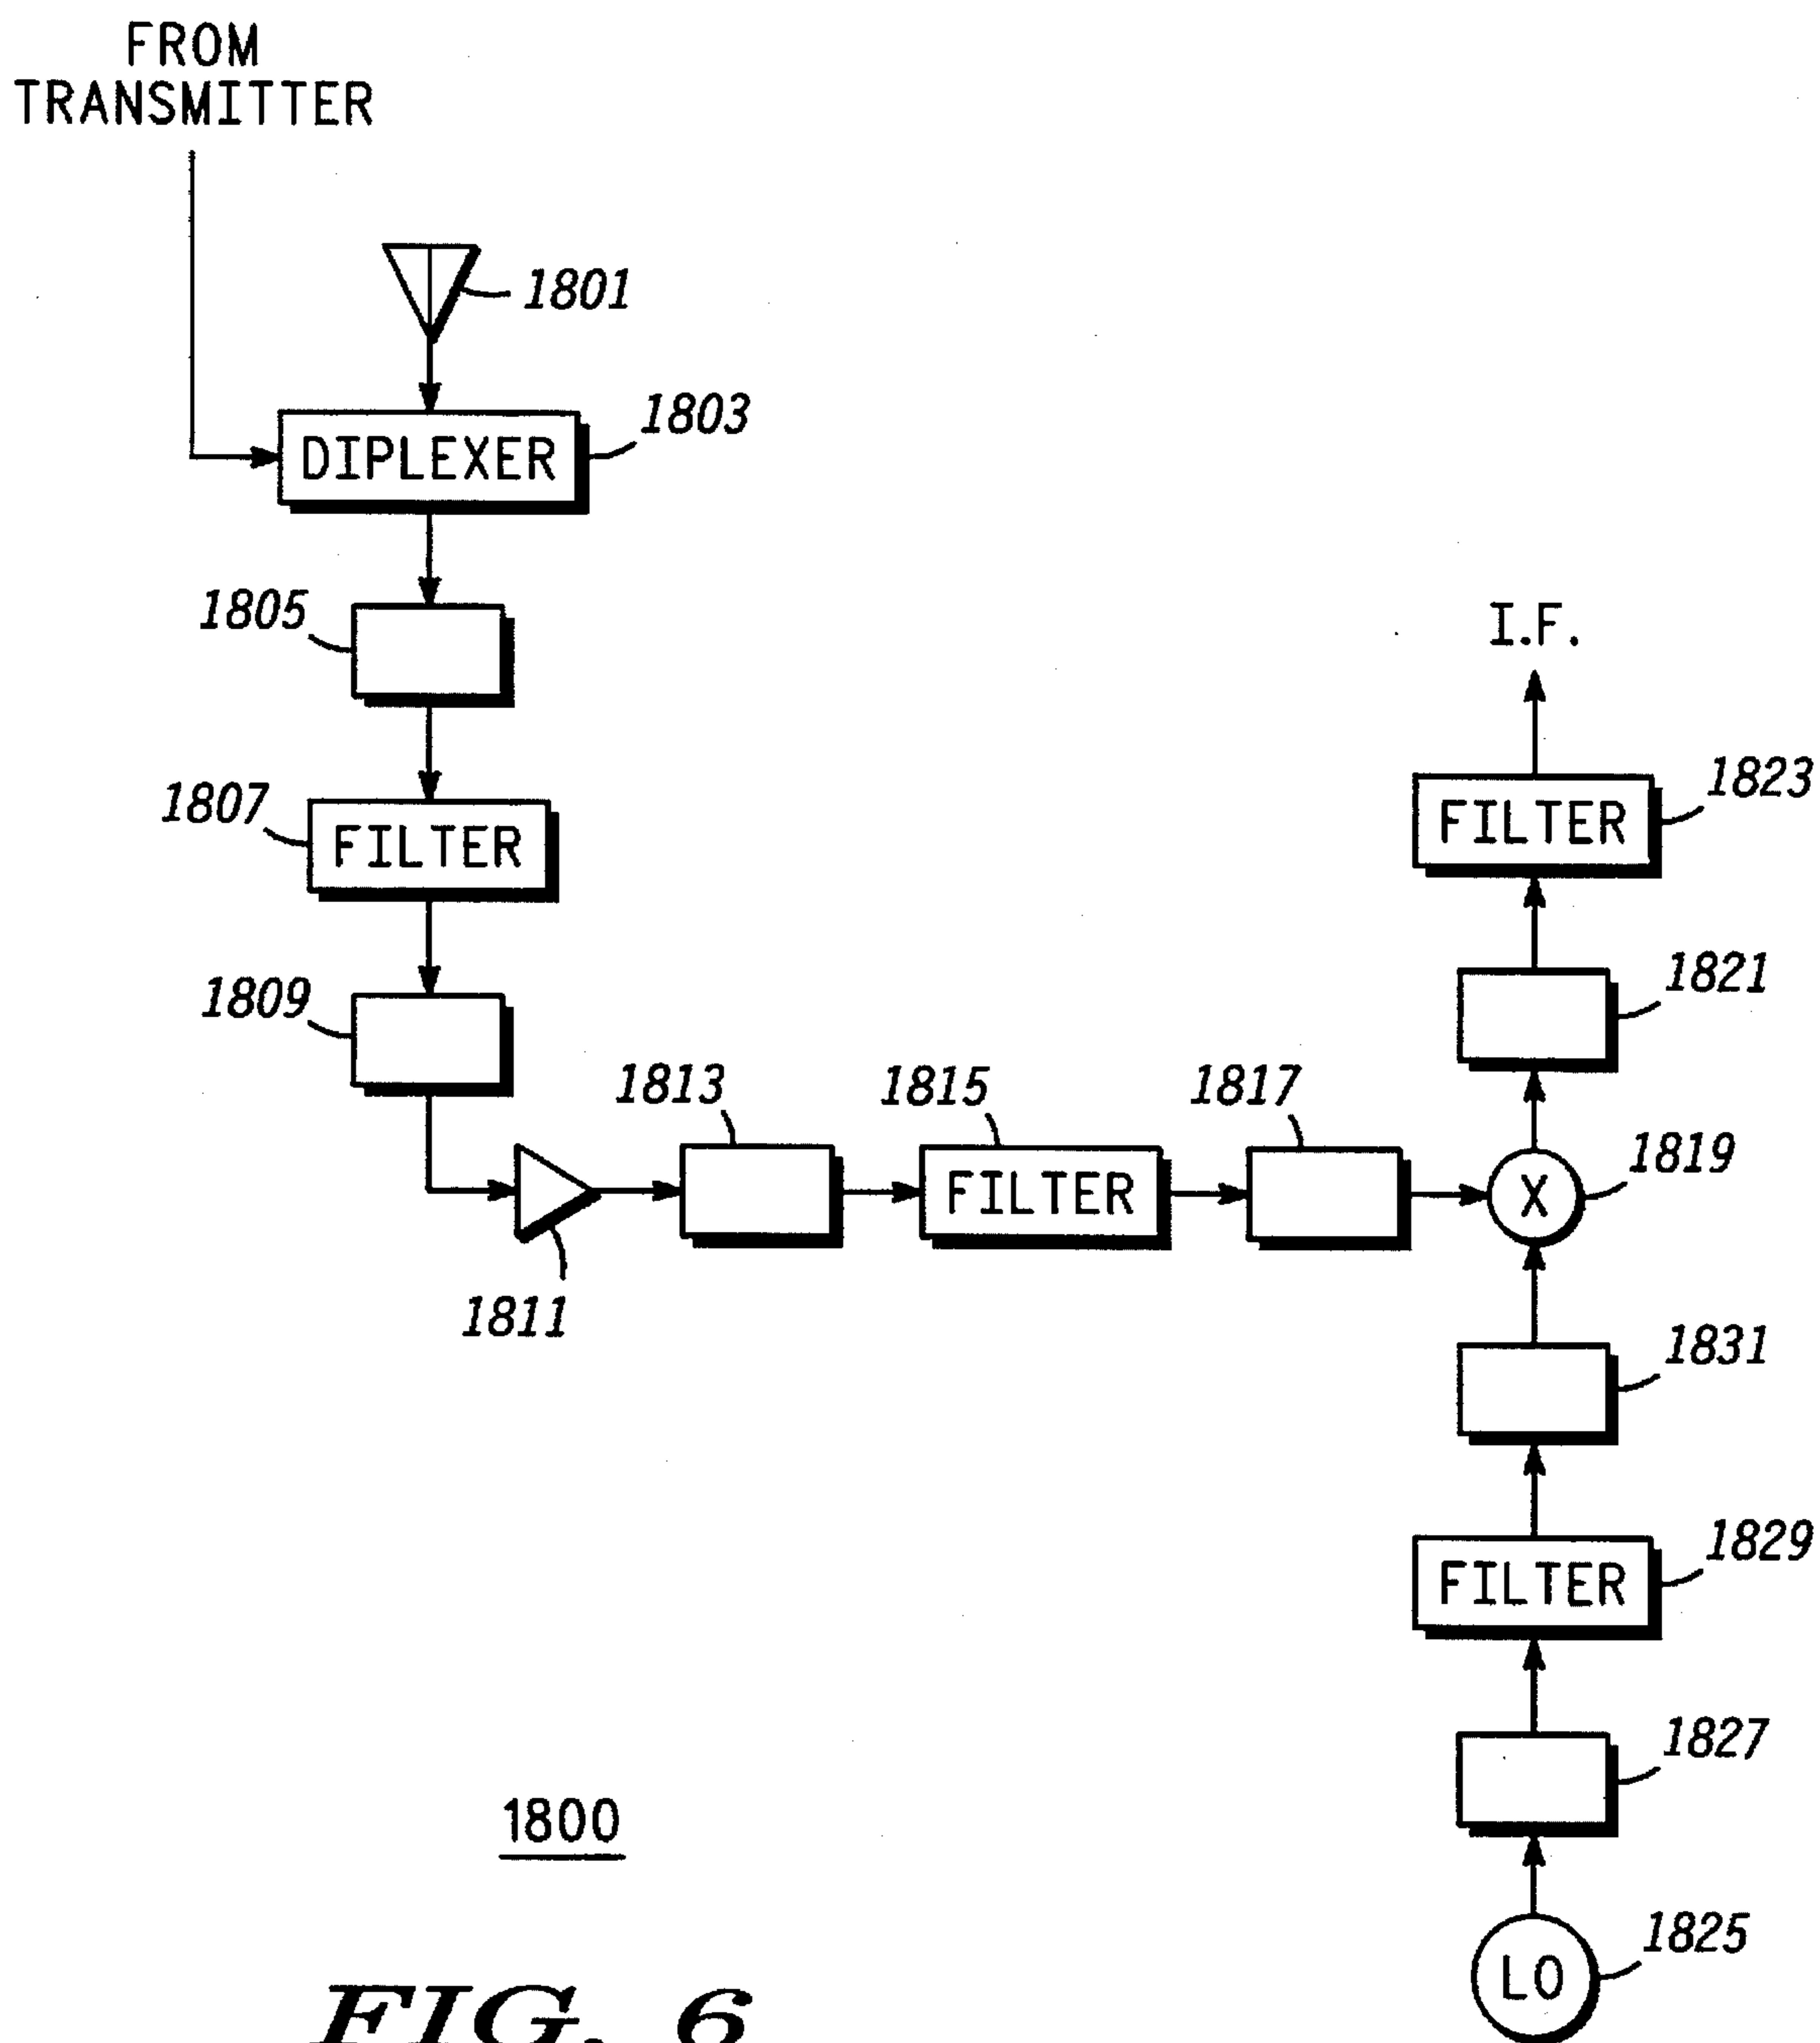 FROM
TRANSMITTER
1801
1803
DIPLEXER
1805
I.F.
1807
FILTER
1823
FILTER
1821
1809
1813
1815
1817
1819
FILTER
X
1811
1831
1829
FILTER
1827
1800
1825
LO
FIG. 6